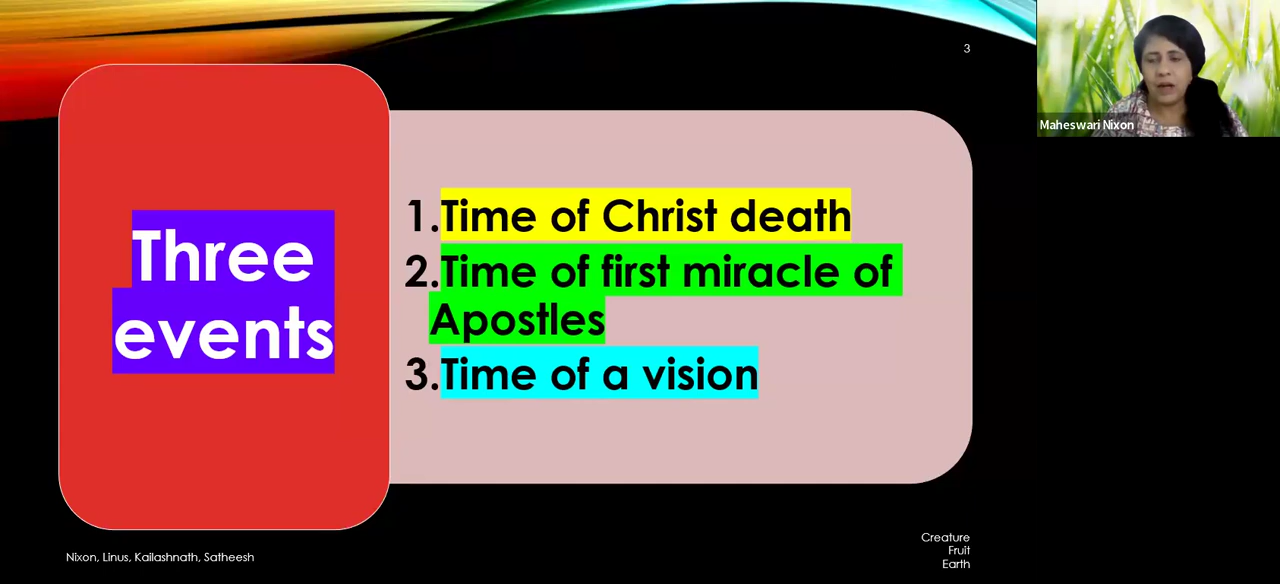 3
Maheswari Nixon
Three
events
1.Time of Christ death
2.Time of first miracle of
Apostles
3.Time of a vision
Nixon, Linus, Kailashnath, Satheesh
Creature
Fruit
Earth